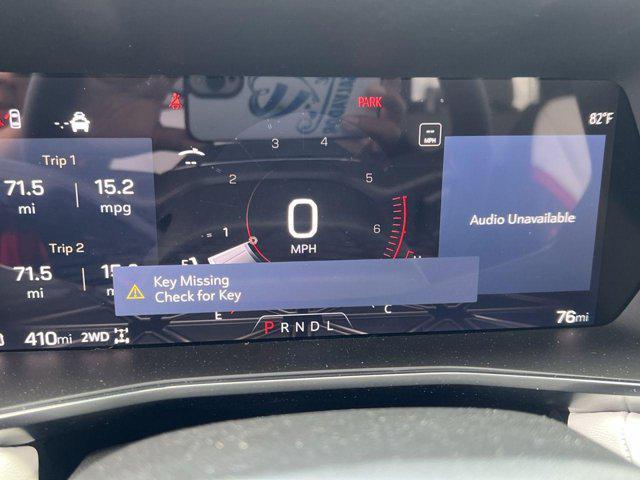 PARK
82°F
Trip 1
71.5 mi
15.2 mpg
3
4
2
5
MPH
1
0
MPH
6
Audio Unavailable
Trip 2
71.5 mi
Key Missing
Check for Key
E
C
410mi 2WD
P R N D L
76mi